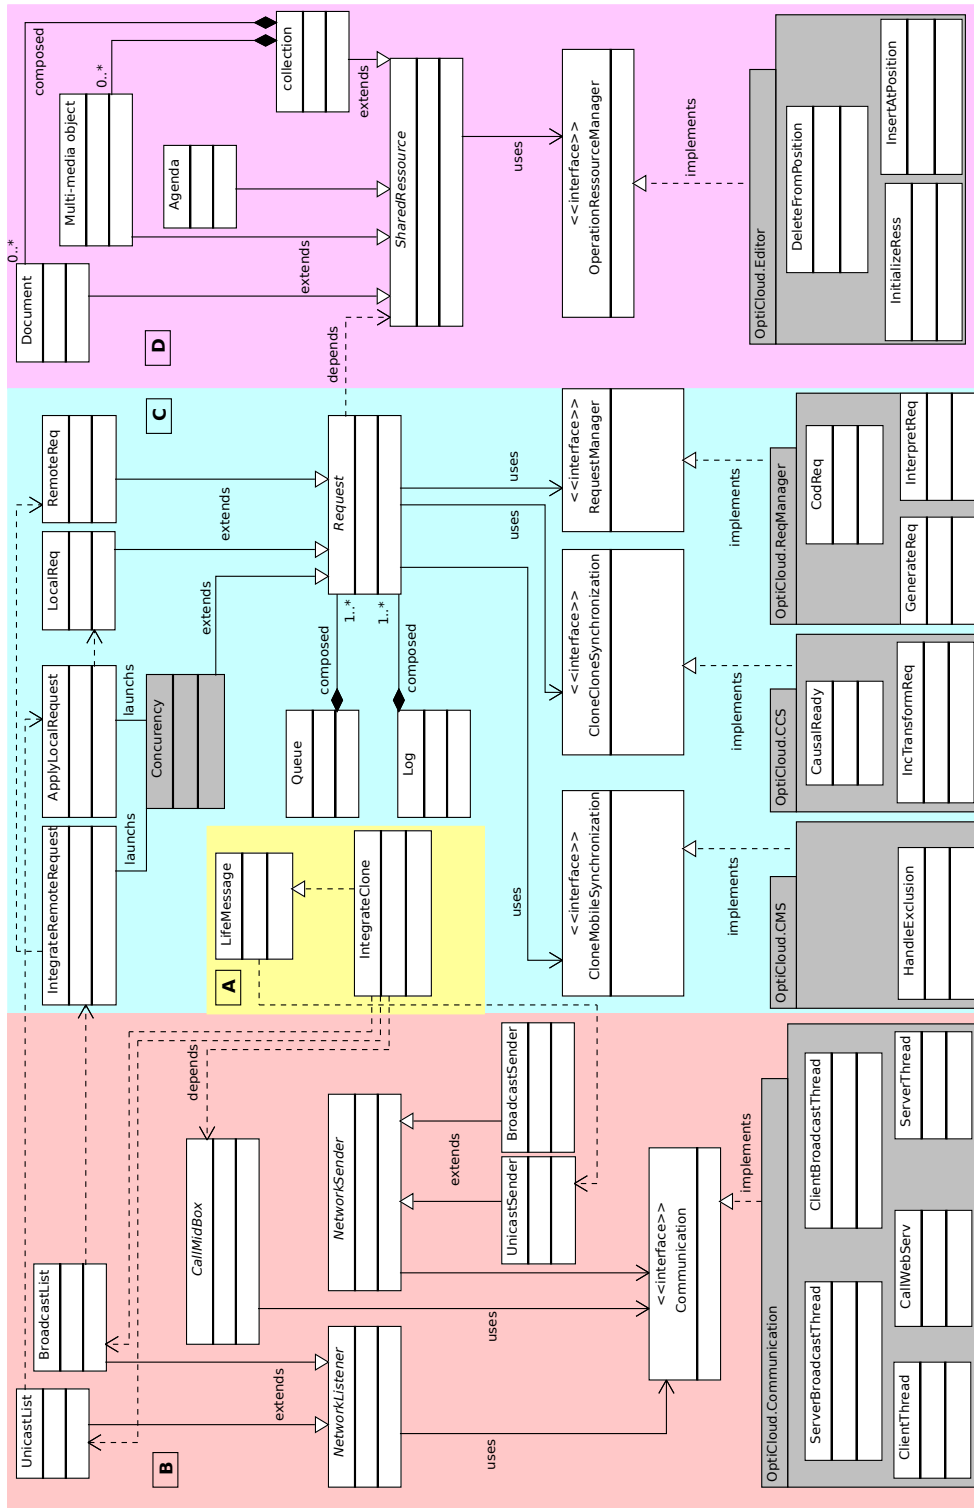 UnicastList
BroadcastList
B
extends
NetworkListener
uses
CallMidBox
depends
uses
NetworkSender
extends
UnicastSender
BroadcastSender
<<interface>>
Communication
implements
OptiCloud.Communication
ServerBroadcastThread
ClientBroadcastThread
ClientThread
CallWebServ
ServerThread
IntegrateRemoteRequest
ApplyLocalRequest
LocalReq
RemoteReq
C
launchs
launchs
Concurency
extends
extends
A
LifeMessage
IntegrateClone
Queue
composed
1..*
Log
composed
1..*
Request
depends
uses
uses
uses
<<interface>>
CloneMobileSynchronization
<<interface>>
CloneCloneSynchronization
<<interface>>
RequestManager
implements
implements
implements
OptiCloud.CMS
HandleExclusion
OptiCloud.CCS
CausalReady
IncTransformReq
OptiCloud.ReqManager
CodReq
GenerateReq
InterpretReq
Document
0..*
composed
Multi-media object
0..*
Agenda
collection
D
extends
extends
SharedRessource
uses
<<interface>>
OperationRessourceManager
implements
OptiCloud.Editor
DeleteFromPosition
InitializeRess
InsertAtPosition